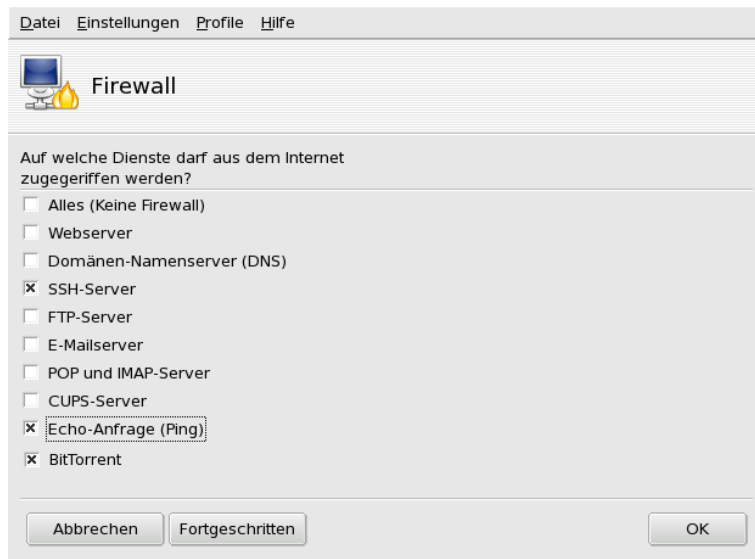 Datei Einstellungen Profile Hilfe
Firewall
Auf welche Dienste darf aus dem Internet
zugegeriffen werden?
Alles (Keine Firewall)
Webserver
Domänen-Namenserver (DNS)
SSH-Server
FTP-Server
E-Mailserver
POP und IMAP-Server
CUPS-Server
Echo-Anfrage (Ping)
BitTorrent
Abbrechen Fortgeschritten OK